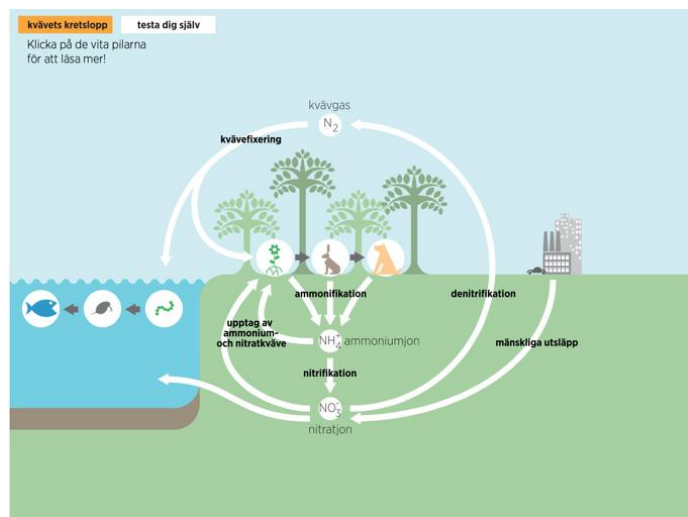 kvävets kretslopp
testa dig själv
Klicka på de vita pilarna
för att läsa mer!
kvävgas
N2
kvävefixering
ammonifikation
denitrifikation
upptag av
ammonium-
och nitratkväve
NH4+ ammoniumjon
mänskliga utsläpp
nitrifikation
NO3-
nitratjon